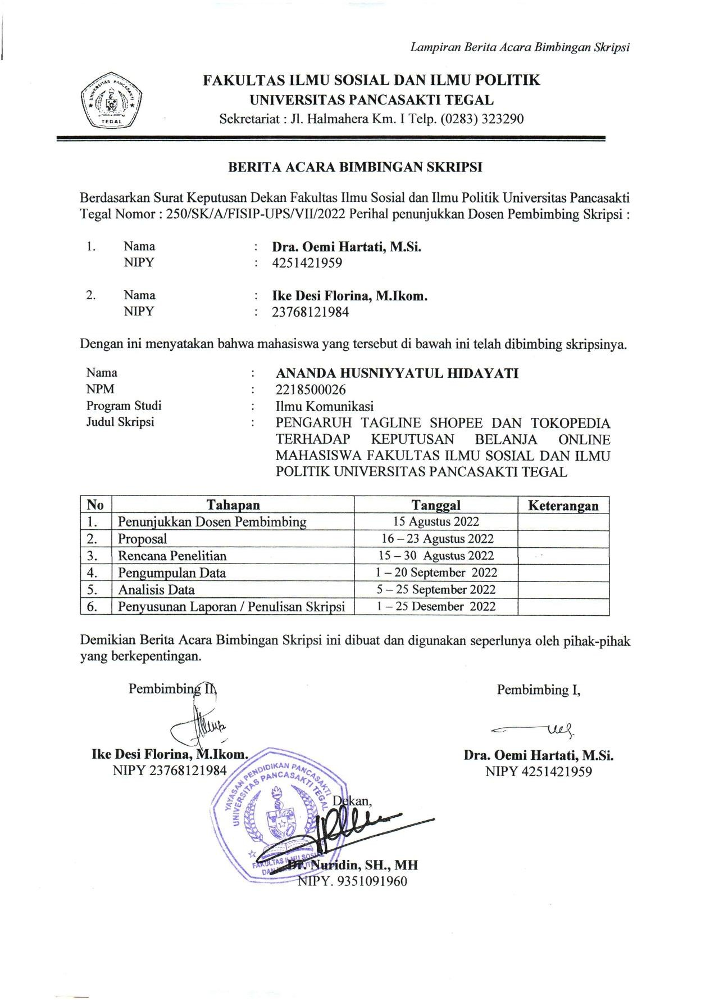 Lampiran Berita Acara Bimbingan Skripsi
UNIVERSITAS PANCASAKTI
TEGAL
FAKULTAS ILMU SOSIAL DAN ILMU POLITIK
UNIVERSITAS PANCASAKTI TEGAL
Sekretariat : Jl. Halmahera Km. I Telp. (0283) 323290
BERITA ACARA BIMBINGAN SKRIPSI
Berdasarkan Surat Keputusan Dekan Fakultas Ilmu Sosial dan Ilmu Politik Universitas Pancasakti
Tegal Nomor : 250/SK/A/FISIP-UPS/VII/2022 Perihal penunjukkan Dosen Pembimbing Skripsi :
1. Nama : Dra. Oemi Hartati, M.Si.
NIPY : 4251421959
2. Nama : Ike Desi Florina, M.Ikom.
NIPY : 23768121984
Dengan ini menyatakan bahwa mahasiswa yang tersebut di bawah ini telah dibimbing skripsinya.
Nama : ANANDA HUSNIYYATUL HIDAYATI
NPM : 2218500026
Program Studi : Ilmu Komunikasi
Judul Skripsi : PENGARUH TAGLINE SHOPEE DAN TOKOPEDIA
TERHADAP KEPUTUSAN BELANJA ONLINE
MAHASISWA FAKULTAS ILMU SOSIAL DAN ILMU
POLITIK UNIVERSITAS PANCASAKTI TEGAL
No Tahapan Tanggal Keterangan
1. Penunjukkan Dosen Pembimbing 15 Agustus 2022
2. Proposal 16 – 23 Agustus 2022
3. Rencana Penelitian 15 – 30 Agustus 2022
4. Pengumpulan Data 1 – 20 September 2022
5. Analisis Data 5 – 25 September 2022
6. Penyusunan Laporan / Penulisan Skripsi 1 – 25 Desember 2022
Demikian Berita Acara Bimbingan Skripsi ini dibuat dan digunakan seperlunya oleh pihak-pihak
yang berkepentingan.
Pembimbing II, Pembimbing I,
Ike Desi Florina, M.Ikom. Dra. Oemi Hartati, M.Si.
NIPY 23768121984 NIPY 4251421959
YAYASAN PENDIDIKAN PANCASAKTI
UNIVERSITAS PANCASAKTI TEGAL
Dekan,
FAKULTAS ILMU SOSIAL
DAN
Dr. Nuridin, SH., MH
NIPY. 9351091960